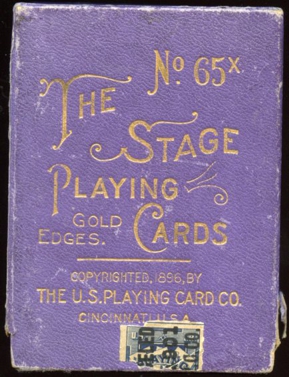 No 65X
THE
STAGE
PLAYING
GOLD
EDGES.
CARDS
COPYRIGHTED, 1896, BY
THE U.S. PLAYING CARD CO.
CINCINNATI, U.S.A.